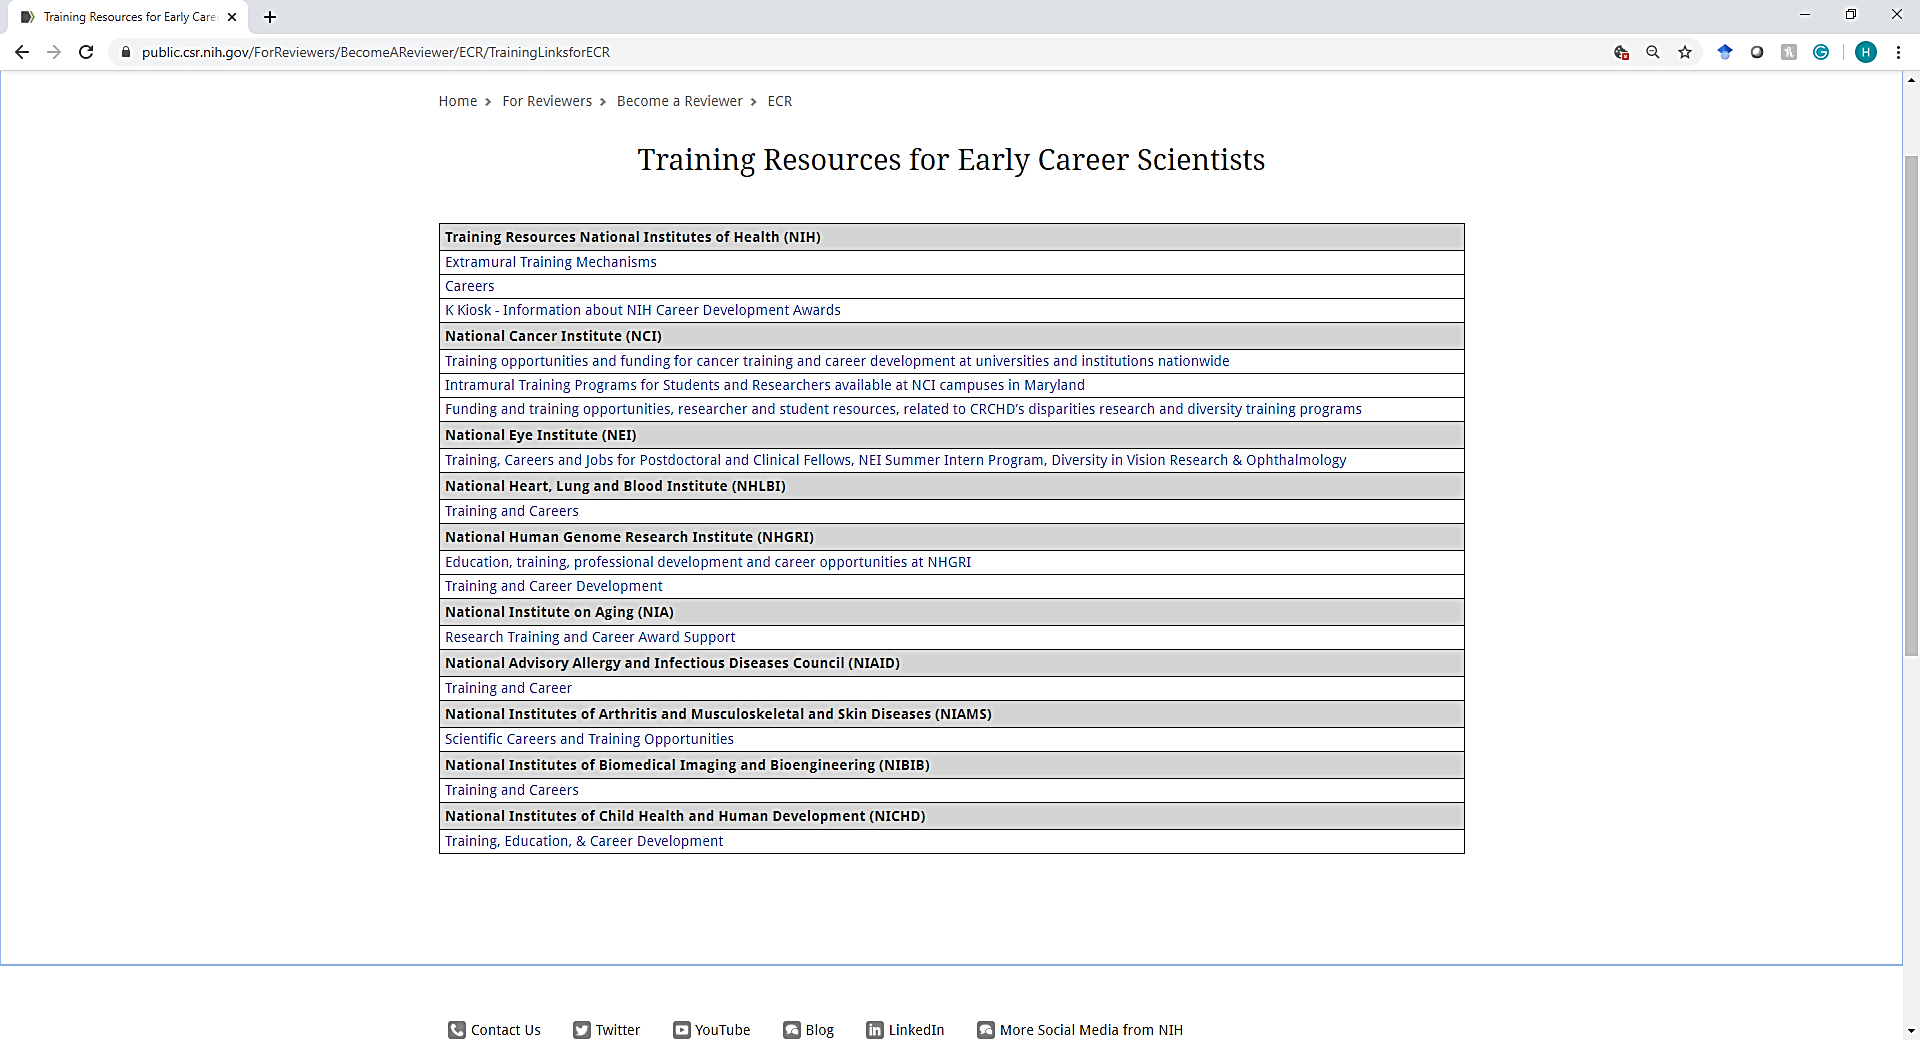 Training Resources for Early Care
public.csr.nih.gov/ForReviewers/BecomeAReviewer/ECR/TrainingLinksforECR
H
Home > For Reviewers > Become a Reviewer > ECR
Training Resources for Early Career Scientists
Training Resources National Institutes of Health (NIH)
Extramural Training Mechanisms
Careers
K Kiosk - Information about NIH Career Development Awards
National Cancer Institute (NCI)
Training opportunities and funding for cancer training and career development at universities and institutions nationwide
Intramural Training Programs for Students and Researchers available at NCI campuses in Maryland
Funding and training opportunities, researcher and student resources, related to CRCHD’s disparities research and diversity training programs
National Eye Institute (NEI)
Training, Careers and Jobs for Postdoctoral and Clinical Fellows, NEI Summer Intern Program, Diversity in Vision Research & Ophthalmology
National Heart, Lung and Blood Institute (NHLBI)
Training and Careers
National Human Genome Research Institute (NHGRI)
Education, training, professional development and career opportunities at NHGRI
Training and Career Development
National Institute on Aging (NIA)
Research Training and Career Award Support
National Advisory Allergy and Infectious Diseases Council (NIAID)
Training and Career
National Institutes of Arthritis and Musculoskeletal and Skin Diseases (NIAMS)
Scientific Careers and Training Opportunities
National Institutes of Biomedical Imaging and Bioengineering (NIBIB)
Training and Careers
National Institutes of Child Health and Human Development (NICHD)
Training, Education, & Career Development
Contact Us Twitter YouTube Blog LinkedIn More Social Media from NIH